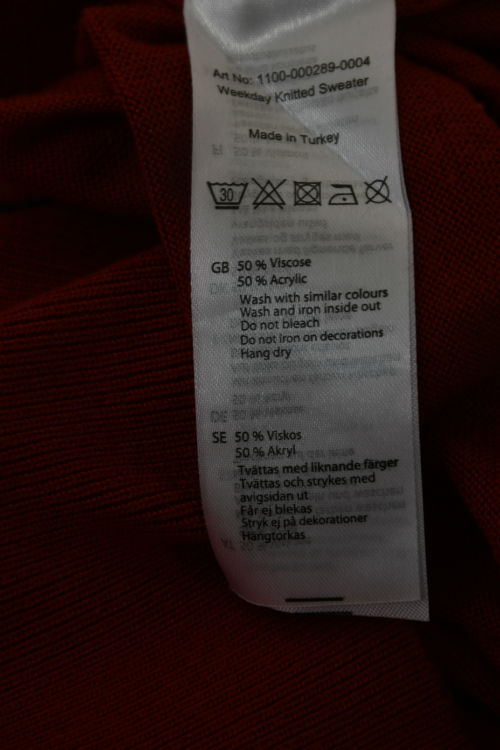 Art No: 1100-000289-0004
Weekday Knitted Sweater
Made in Turkey
30
GB 50 % Viscose
50 % Acrylic
Wash with similar colours
Wash and iron inside out
Do not bleach
Do not iron on decorations
Hang dry
SE 50 % Viskos
50 % Akryl
Tvättas med liknande färger
Tvättas och strykes med
avigsidan ut
Får ej blekas
Stryk ej på dekorationer
Hängtorkas